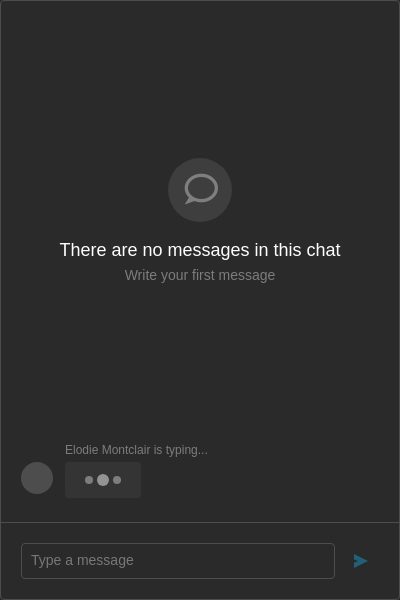 There are no messages in this chat
Write your first message
Elodie Montclair is typing...
Type a message